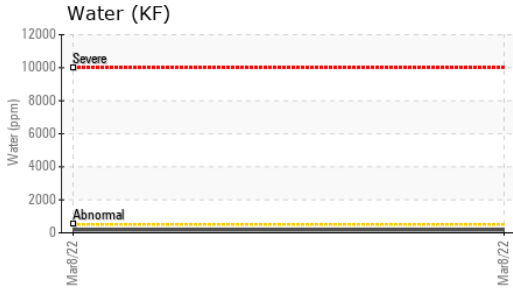 Water (KF)
12000
Severe
10000
8000
Water (ppm)
6000
4000
2000
Abnormal
0
Mar8/22
Mar8/22